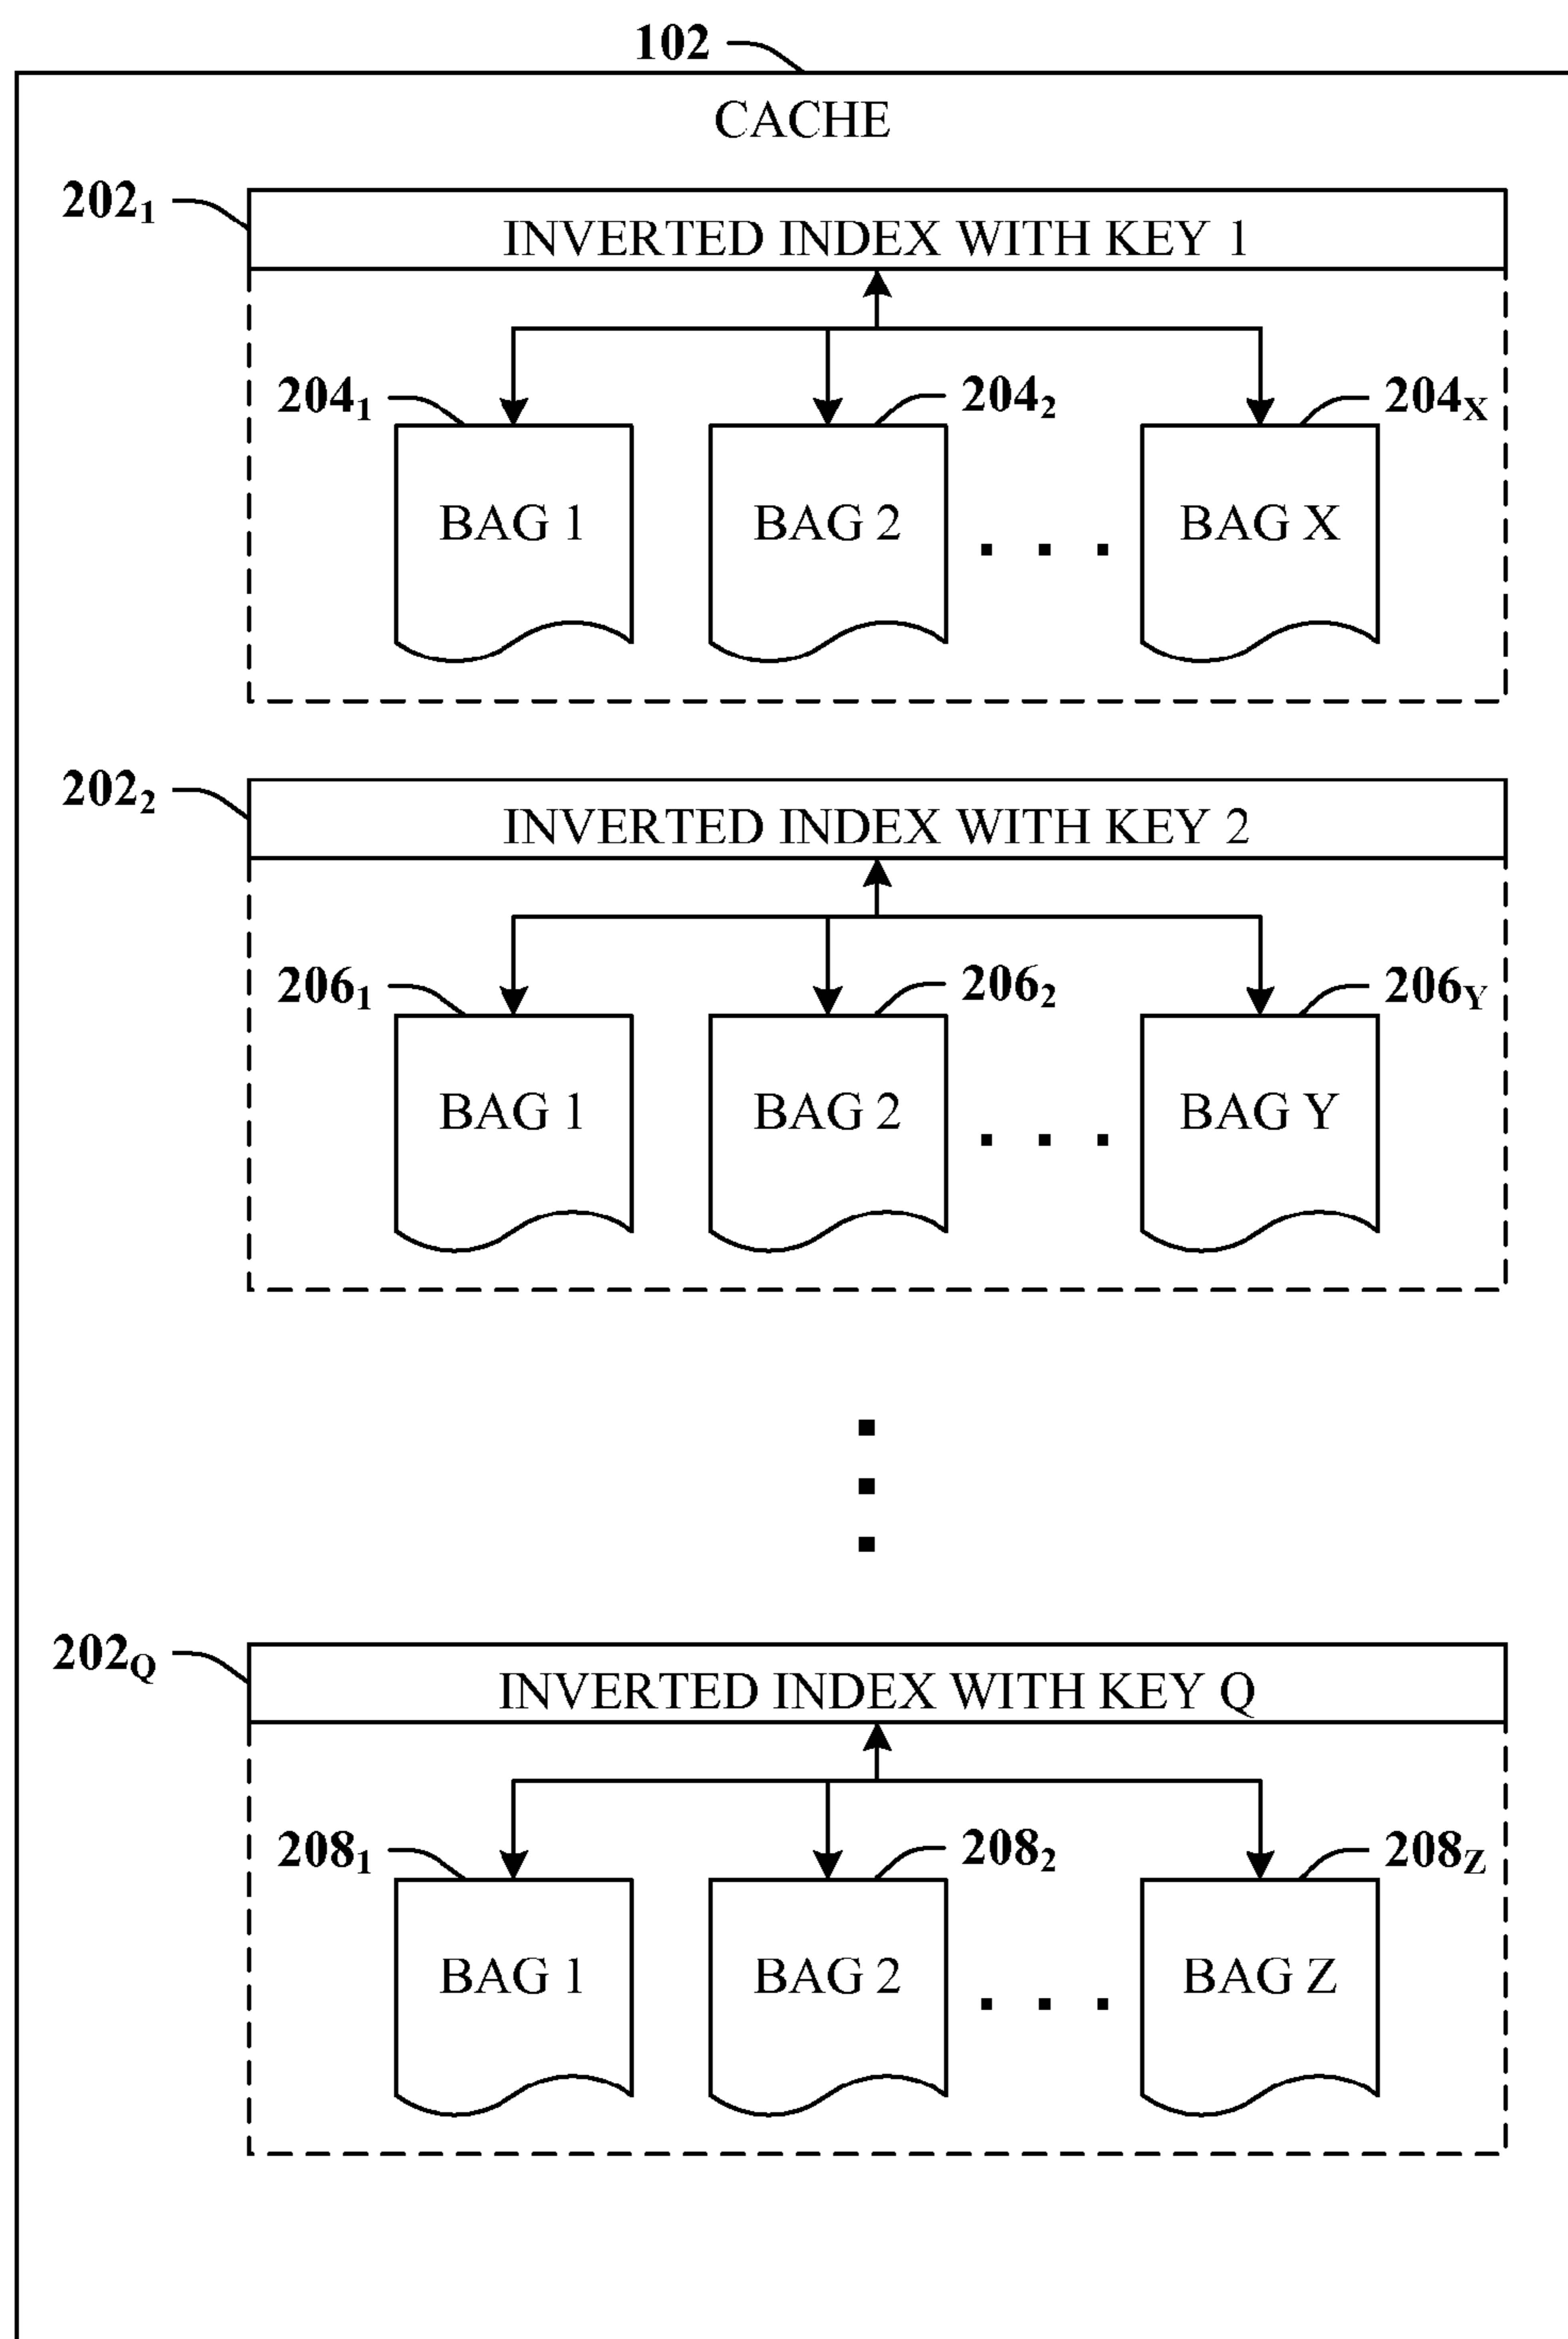 102
CACHE
202₁
INVERTED INDEX WITH KEY 1
204₁ 204₂ 204X
BAG 1 BAG 2 . . . BAG X
202₂
INVERTED INDEX WITH KEY 2
206₁ 206₂ 206Y
BAG 1 BAG 2 . . . BAG Y
202Q
INVERTED INDEX WITH KEY Q
208₁ 208₂ 208Z
BAG 1 BAG 2 . . . BAG Z